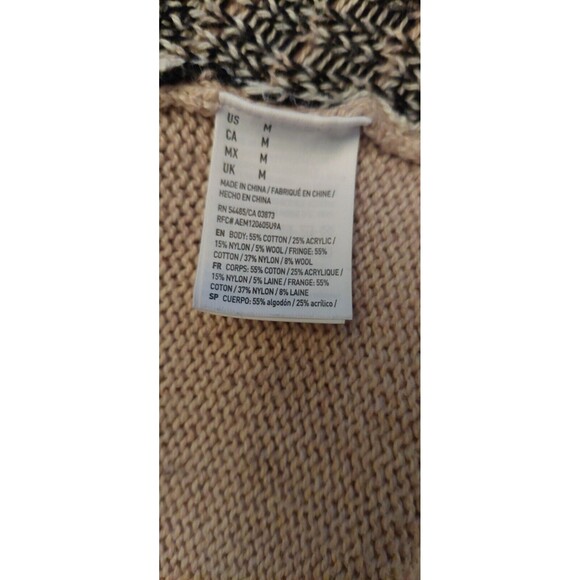 US M
CA M
MX M
UK M
MADE IN CHINA / FABRIQUÉ EN CHINE /
HECHO EN CHINA
RN 54485/CA 03873
RFC# AEM120605U9A
EN BODY: 55% COTTON / 25% ACRYLIC /
15% NYLON / 5% WOOL / FRINGE: 55%
COTTON / 37% NYLON / 8% WOOL
FR CORPS: 55% COTON / 25% ACRYLIQUE /
15% NYLON / 5% LAINE / FRANGE: 55%
COTON / 37% NYLON / 8% LAINE
SP CUERPO: 55% algodón / 25% acrílico /